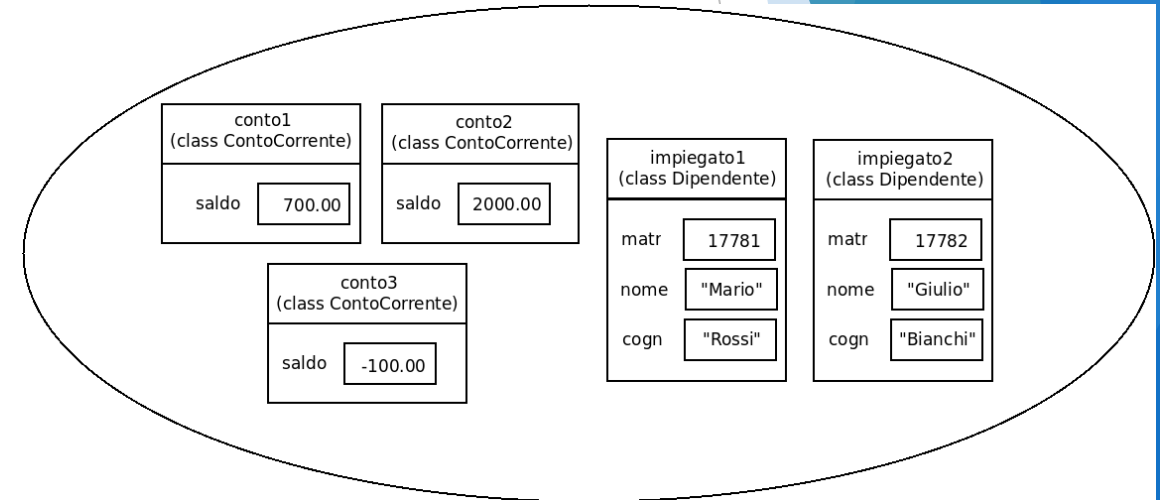 conto1
(class ContoCorrente)
saldo 700.00
conto2
(class ContoCorrente)
saldo 2000.00
conto3
(class ContoCorrente)
saldo -100.00
impiegato1
(class Dipendente)
matr 17781
nome "Mario"
cogn "Rossi"
impiegato2
(class Dipendente)
matr 17782
nome "Giulio"
cogn "Bianchi"